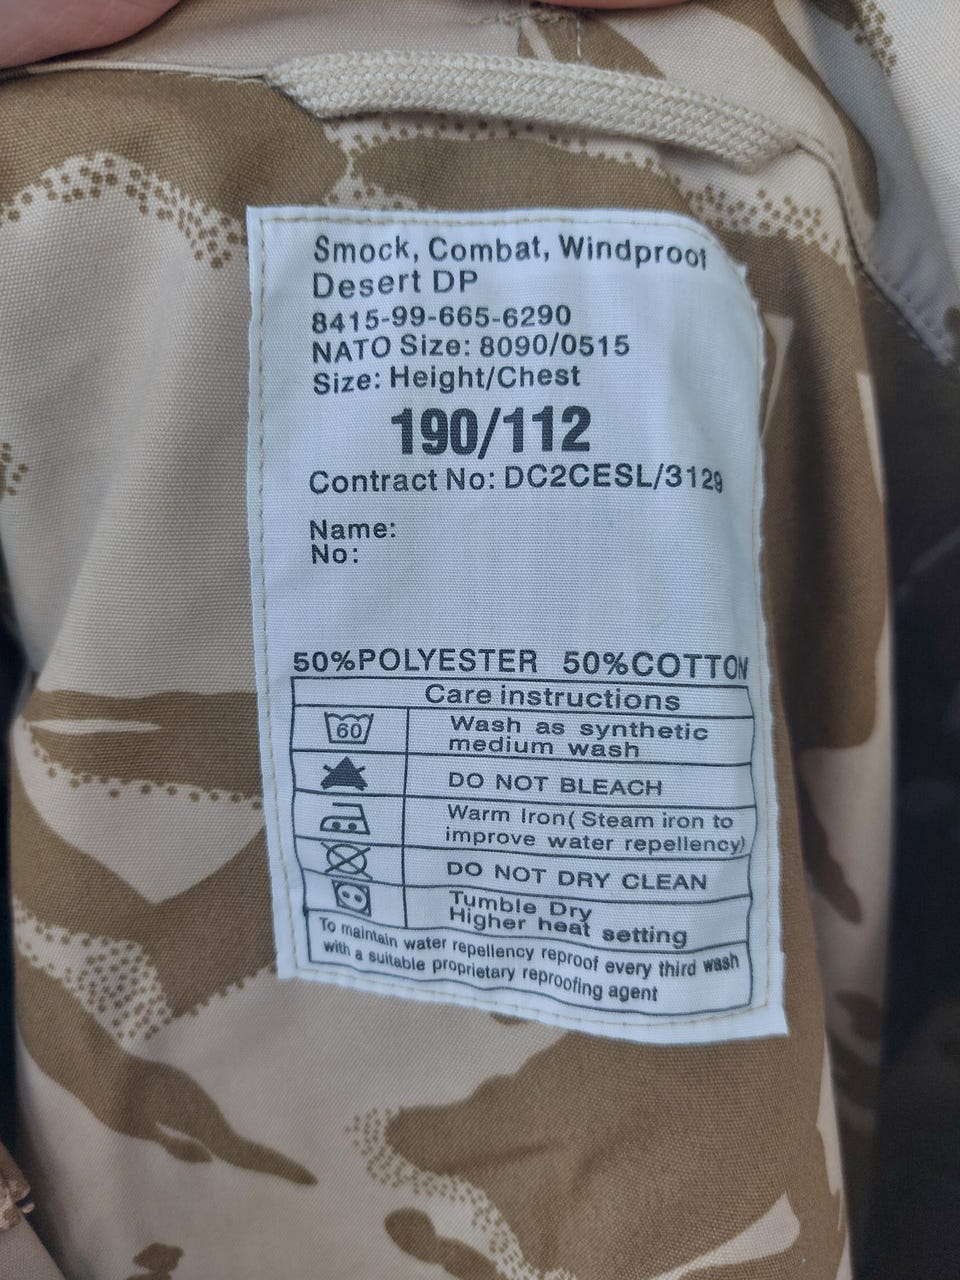 Smock, Combat, Windproof
Desert DP
8415-99-665-6290
NATO Size: 8090/0515
Size: Height/Chest
190/112
Contract No: DC2CESL/3129
Name:
No:
50%POLYESTER 50%COTTON
Care instructions
60
Wash as synthetic
medium wash
DO NOT BLEACH
Warm Iron( Steam iron to
improve water repellency)
DO NOT DRY CLEAN
Tumble Dry
Higher heat setting
To maintain water repellency reproof every third wash
with a suitable proprietary reproofing agent